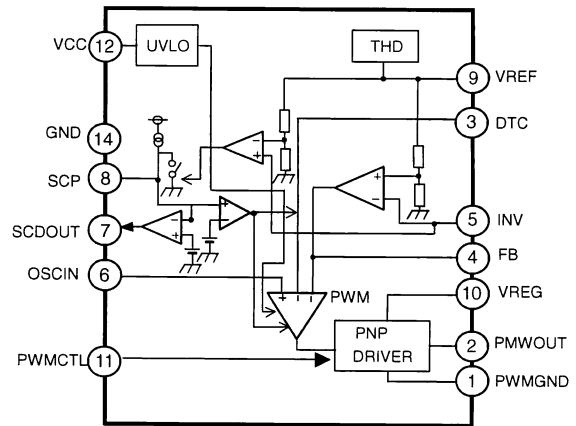 VCC 12 UVLO THD
9 VREF
3 DTC
GND 14
SCP 8
- +
+ -
+ -
5 INV
SCDOUT 7
- +
4 FB
OSCIN 6
+ - - PWM
10 VREG
PNP DRIVER
2 PMWOUT
PWMCTL 11
1 PWMGND